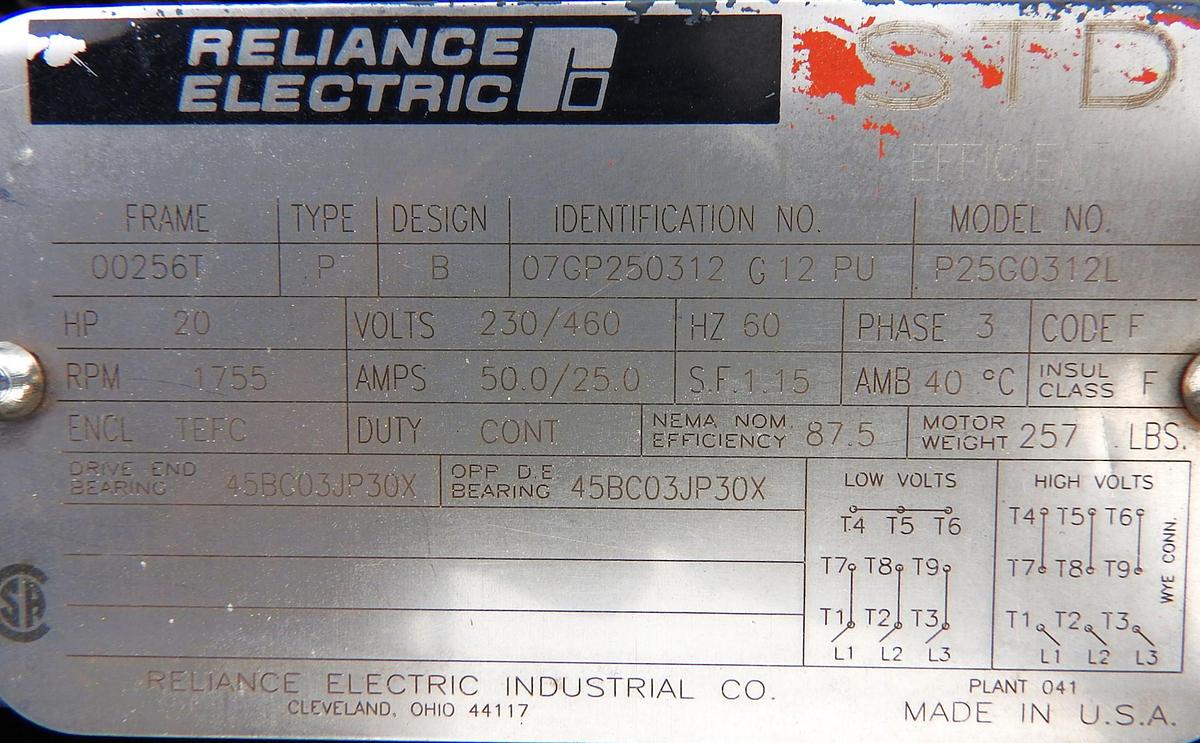 RELIANCE
ELECTRIC
STD
EFFICIENT
FRAME TYPE DESIGN IDENTIFICATION NO. MODEL NO.
00256T P B 07GP250312 G 12 PU P25G0312L
HP 20 VOLTS 230/460 HZ 60 PHASE 3 CODE F
RPM 1755 AMPS 50.0/25.0 S.F. 1.15 AMB 40 °C INSUL CLASS F
ENCL TEFC DUTY CONT NEMA NOM. EFFICIENCY 87.5 MOTOR WEIGHT 257 LBS.
DRIVE END BEARING 45BC03JP30X OPP D.E BEARING 45BC03JP30X
LOW VOLTS HIGH VOLTS
T4 T5 T6 T4 T5 T6
T7 T8 T9 T7 T8 T9
T1 T2 T3 T1 T2 T3
L1 L2 L3 L1 L2 L3
WYE CONN.
SA
RELIANCE ELECTRIC INDUSTRIAL CO.
CLEVELAND, OHIO 44117
PLANT 041
MADE IN U.S.A.